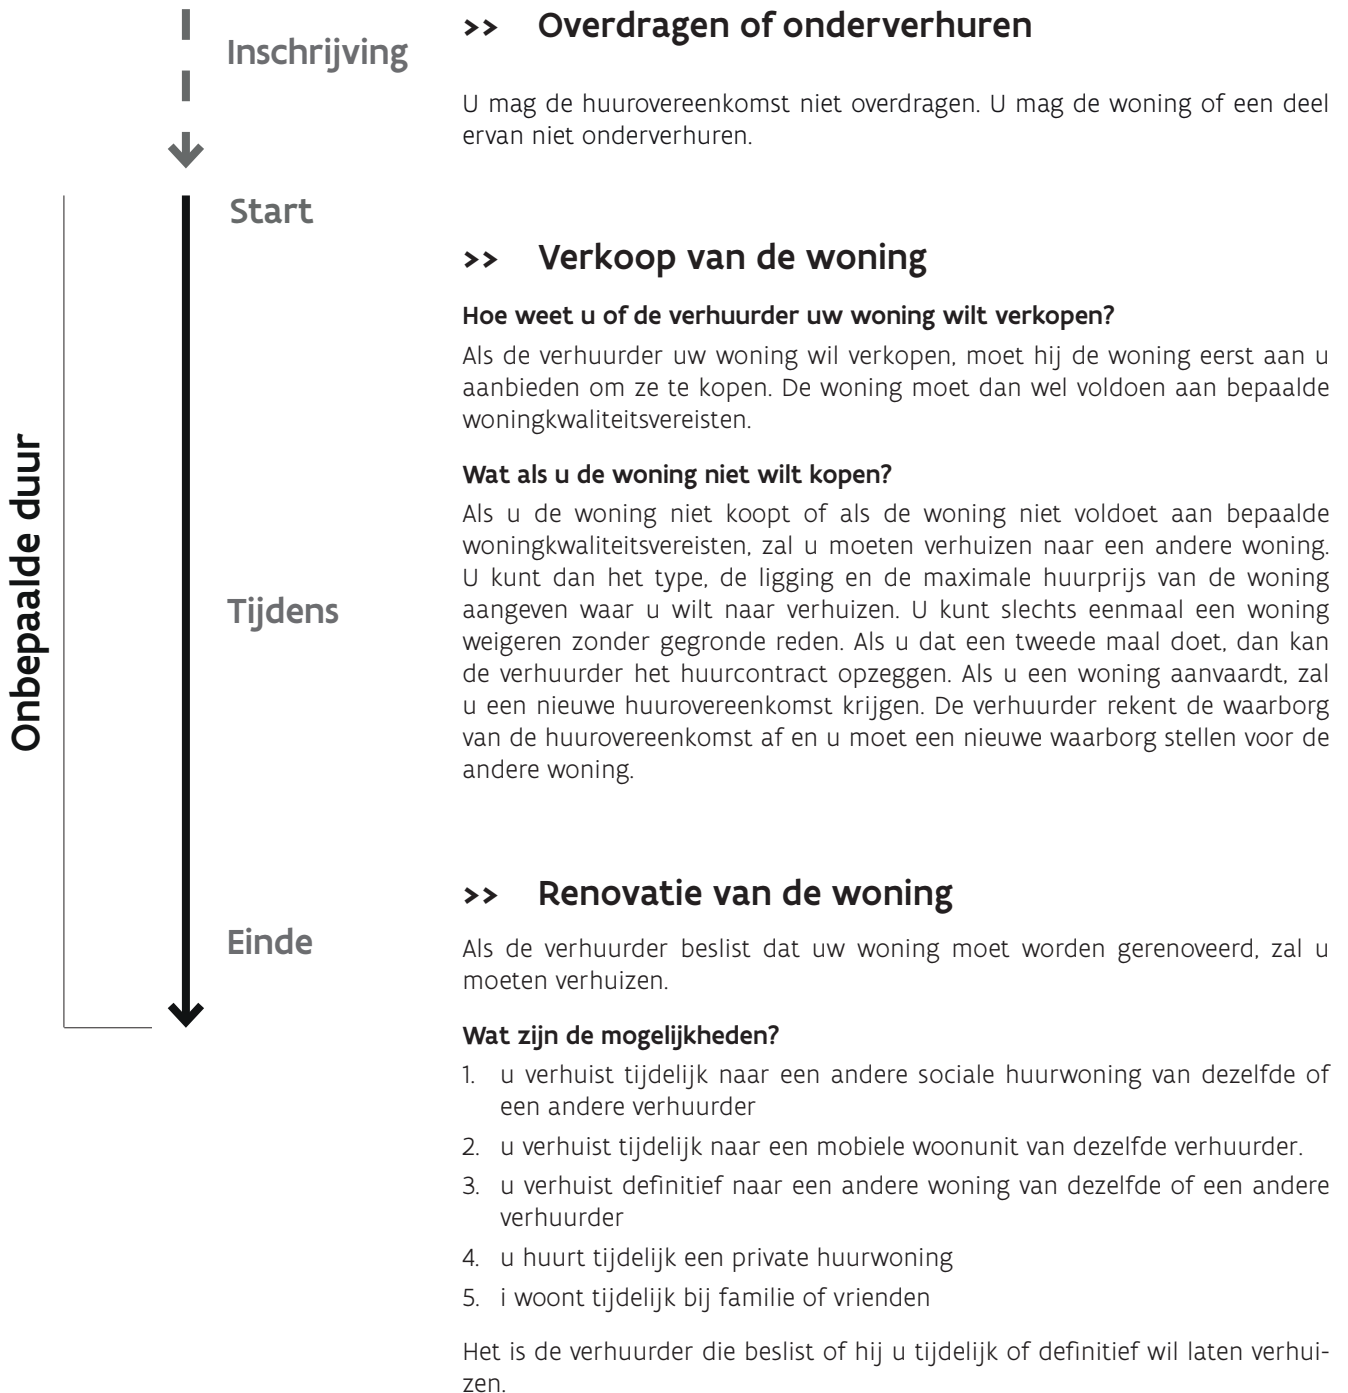 Inschrijving
Start
Onbepaalde duur
Tijdens
Einde
>> Overdragen of onderverhuren
U mag de huurovereenkomst niet overdragen. U mag de woning of een deel
ervan niet onderverhuren.
>> Verkoop van de woning
Hoe weet u of de verhuurder uw woning wilt verkopen?
Als de verhuurder uw woning wil verkopen, moet hij de woning eerst aan u
aanbieden om ze te kopen. De woning moet dan wel voldoen aan bepaalde
woningkwaliteitsvereisten.
Wat als u de woning niet wilt kopen?
Als u de woning niet koopt of als de woning niet voldoet aan bepaalde
woningkwaliteitsvereisten, zal u moeten verhuizen naar een andere woning.
U kunt dan het type, de ligging en de maximale huurprijs van de woning
aangeven waar u wilt naar verhuizen. U kunt slechts eenmaal een woning
weigeren zonder gegronde reden. Als u dat een tweede maal doet, dan kan
de verhuurder het huurcontract opzeggen. Als u een woning aanvaardt, zal
u een nieuwe huurovereenkomst krijgen. De verhuurder rekent de waarborg
van de huurovereenkomst af en u moet een nieuwe waarborg stellen voor de
andere woning.
>> Renovatie van de woning
Als de verhuurder beslist dat uw woning moet worden gerenoveerd, zal u
moeten verhuizen.
Wat zijn de mogelijkheden?
1. u verhuist tijdelijk naar een andere sociale huurwoning van dezelfde of
een andere verhuurder
2. u verhuist tijdelijk naar een mobiele woonunit van dezelfde verhuurder.
3. u verhuist definitief naar een andere woning van dezelfde of een andere
verhuurder
4. u huurt tijdelijk een private huurwoning
5. i woont tijdelijk bij familie of vrienden
Het is de verhuurder die beslist of hij u tijdelijk of definitief wil laten verhui-
zen.